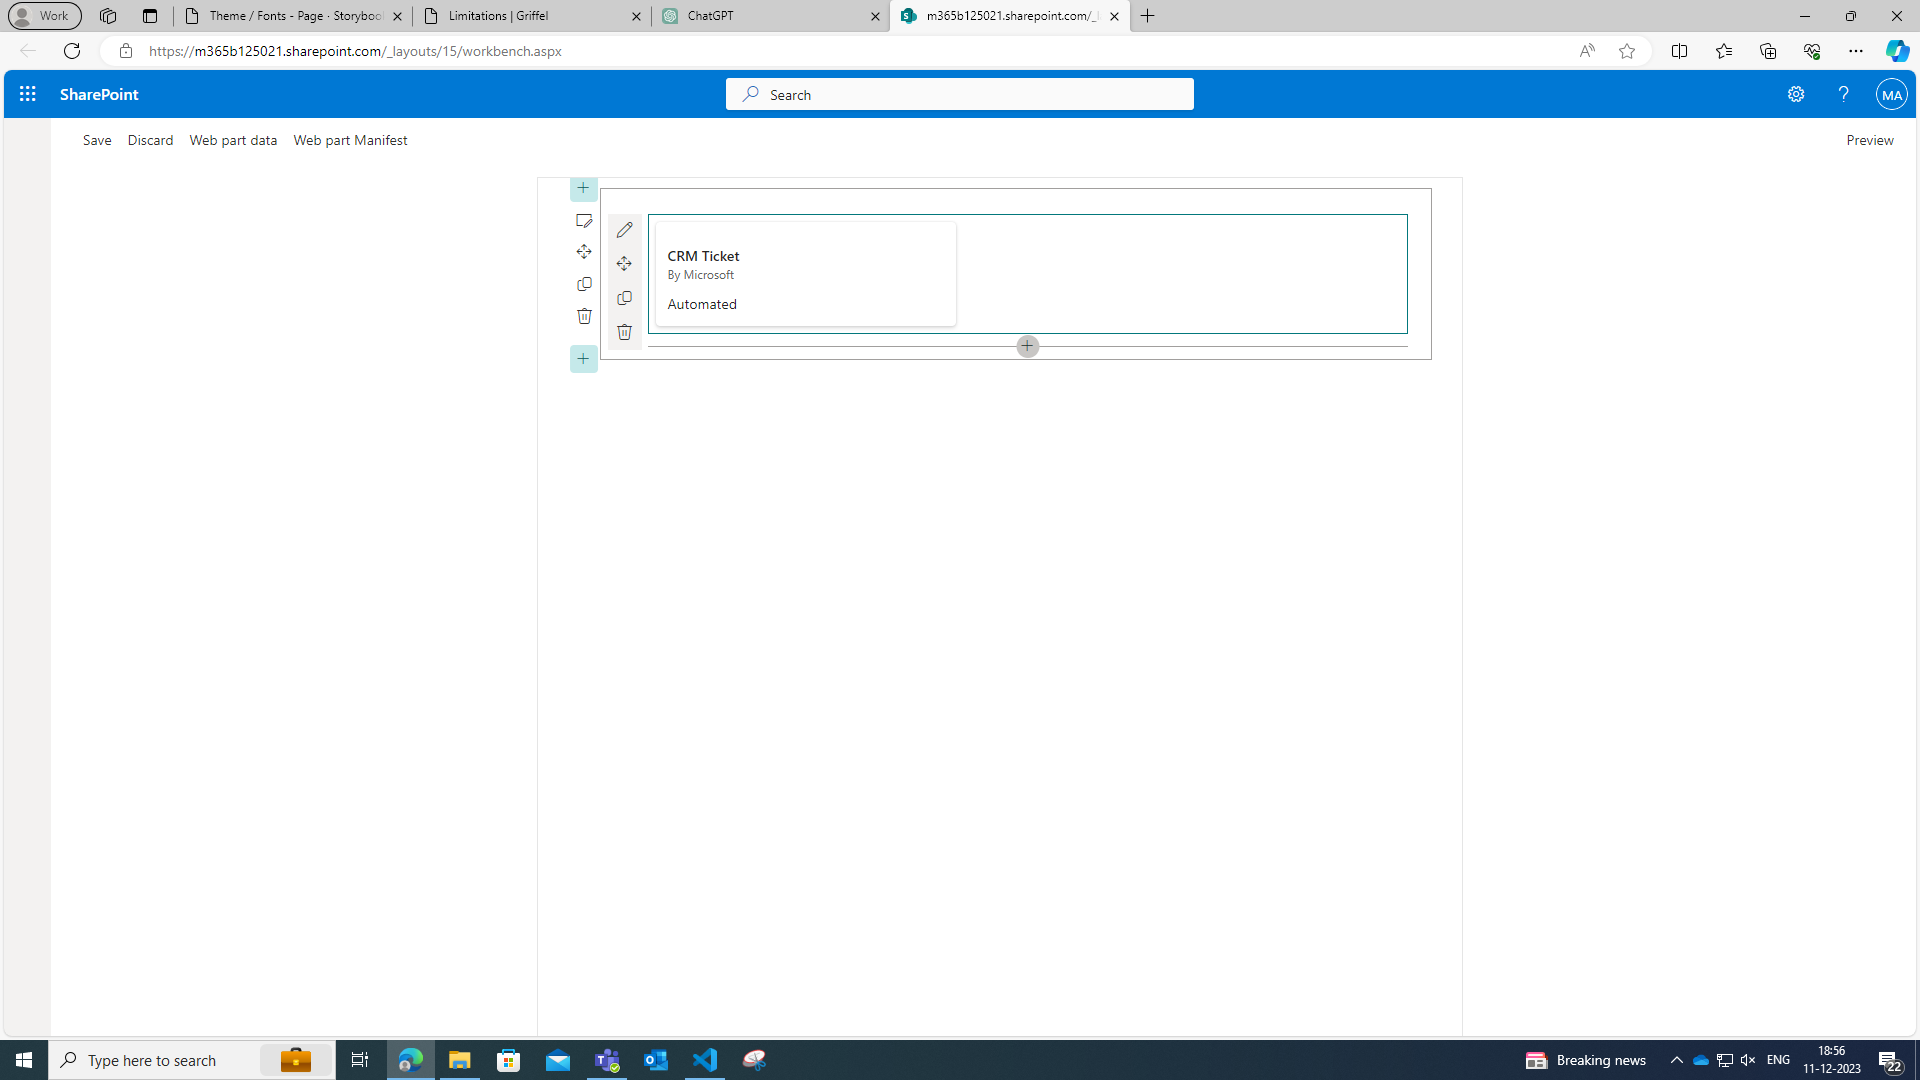 Work
Theme / Fonts - Page · Storyboo
Limitations | Griffel
ChatGPT
m365b125021.sharepoint.com/_l
https://m365b125021.sharepoint.com/_layouts/15/workbench.aspx
SharePoint
Search
MA
Save Discard Web part data Web part Manifest
Preview
CRM Ticket
By Microsoft
Automated
Type here to search
Breaking news
ENG
18:56
11-12-2023
22